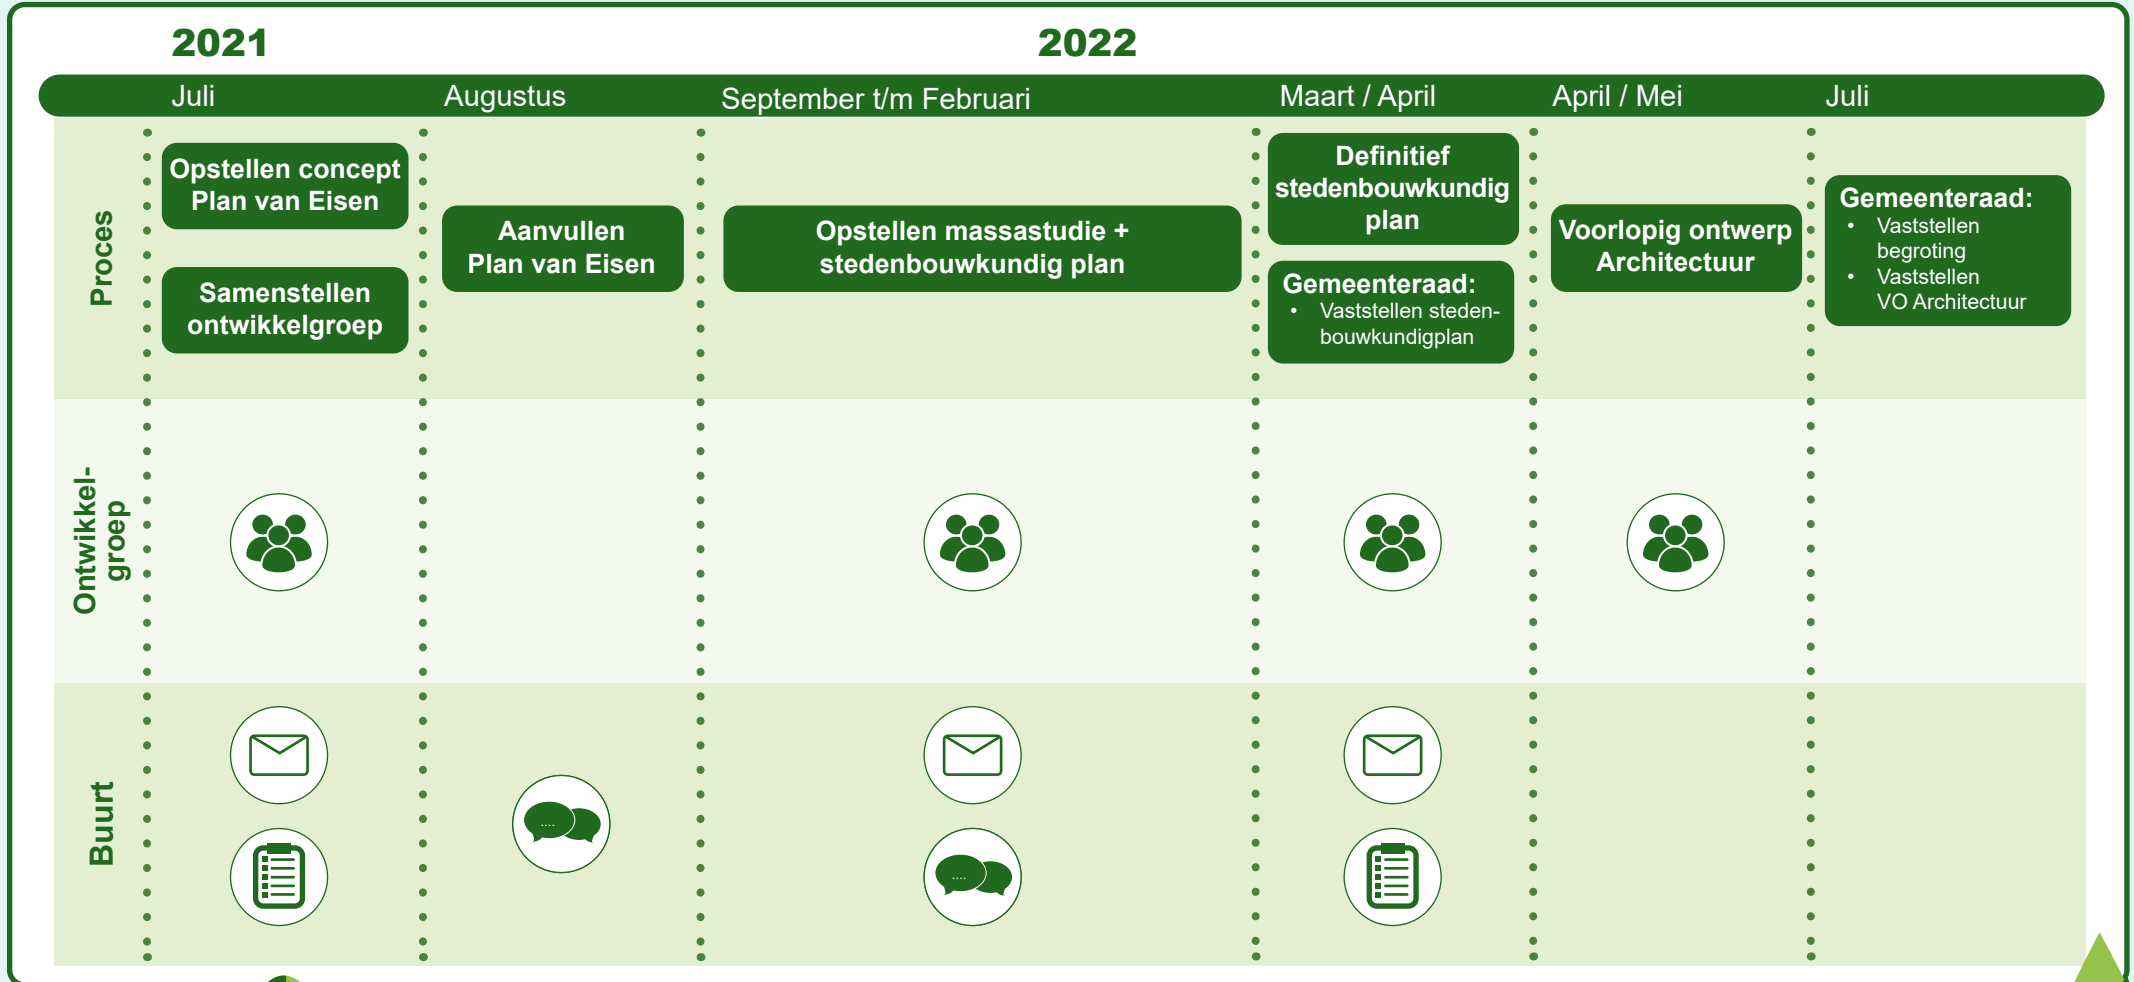 2021
2022
Juli
Augustus
September t/m Februari
Maart / April
April / Mei
Juli
Proces
Opstellen concept
Plan van Eisen
Samenstellen
ontwikkelgroep
Aanvullen
Plan van Eisen
Opstellen massastudie +
stedenbouwkundig plan
Definitief
stedenbouwkundig
plan
Gemeenteraad:
• Vaststellen steden-
bouwkundigplan
Voorlopig ontwerp
Architectuur
Gemeenteraad:
• Vaststellen
begroting
• Vaststellen
VO Architectuur
Ontwikkel-
groep
Buurt
....
....